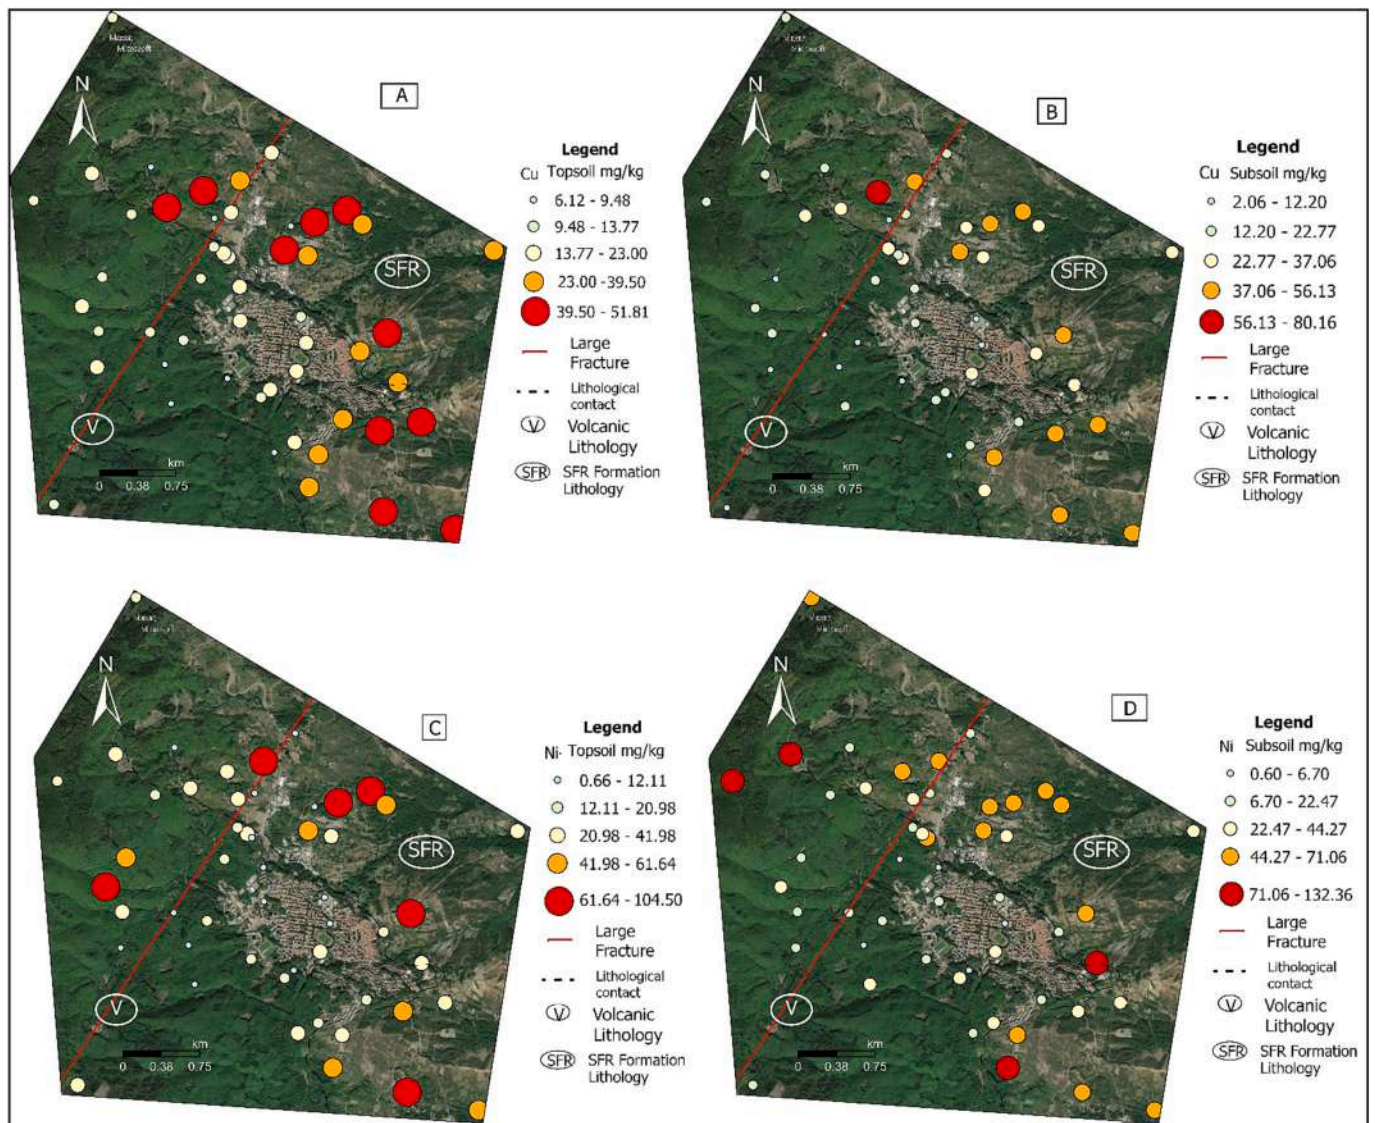 A
N
Legend
Cu Topsoil mg/kg
6.12 - 9.48
9.48 - 13.77
13.77 - 23.00
23.00 -39.50
39.50 - 51.81
Large
Fracture
Lithological
contact
V Volcanic
Lithology
SFR SFR Formation
Lithology
SFR
V
km
0 0.38 0.75
B
N
Legend
Cu Subsoil mg/kg
2.06 - 12.20
12.20 - 22.77
22.77 - 37.06
37.06 - 56.13
56.13 - 80.16
Large
Fracture
Lithological
contact
V Volcanic
Lithology
SFR SFR Formation
Lithology
SFR
V
km
0 0.38 0.75
C
N
Legend
Ni Topsoil mg/kg
0.66 - 12.11
12.11 - 20.98
20.98 - 41.98
41.98 - 61.64
61.64 - 104.50
Large
Fracture
Lithological
contact
V Volcanic
Lithology
SFR SFR Formation
Lithology
SFR
V
km
0 0.38 0.75
D
N
Legend
Ni Subsoil mg/kg
0.60 - 6.70
6.70 - 22.47
22.47 - 44.27
44.27 - 71.06
71.06 - 132.36
Large
Fracture
Lithological
contact
V Volcanic
Lithology
SFR SFR Formation
Lithology
SFR
V
km
0 0.38 0.75